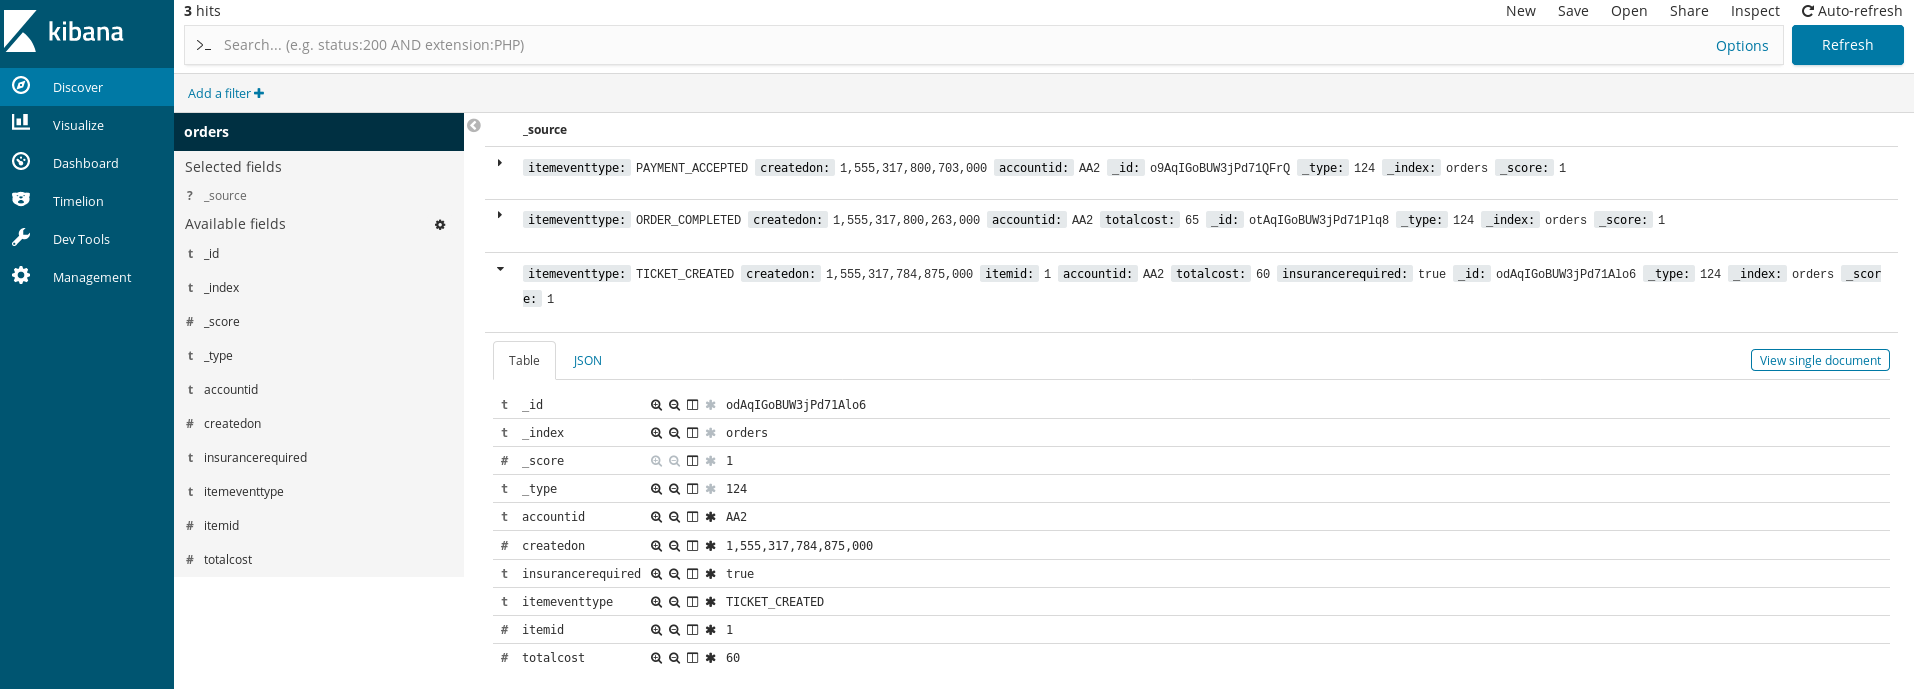 kibana
Discover
Visualize
Dashboard
Timelion
Dev Tools
Management
3 hits
New Save Open Share Inspect Auto-refresh
>_ Search... (e.g. status:200 AND extension:PHP) Options Refresh
Add a filter +
orders
Selected fields
? _source
Available fields
t _id
t _index
# _score
t _type
t accountid
# createdon
t insurancerequired
t itemeventtype
# itemid
# totalcost
_source
itemeventtype: PAYMENT_ACCEPTED createdon: 1,555,317,800,703,000 accountid: AA2 _id: o9AqIGoBUW3jPd71QFrQ _type: 124 _index: orders _score: 1
itemeventtype: ORDER_COMPLETED createdon: 1,555,317,800,263,000 accountid: AA2 totalcost: 65 _id: otAqIGoBUW3jPd71Plq8 _type: 124 _index: orders _score: 1
itemeventtype: TICKET_CREATED createdon: 1,555,317,784,875,000 itemid: 1 accountid: AA2 totalcost: 60 insurancerequired: true _id: odAqIGoBUW3jPd71Alo6 _type: 124 _index: orders _scor
e: 1
Table JSON View single document
t _id odAqIGoBUW3jPd71Alo6
t _index orders
# _score 1
t _type 124
t accountid AA2
# createdon 1,555,317,784,875,000
t insurancerequired true
t itemeventtype TICKET_CREATED
# itemid 1
# totalcost 60